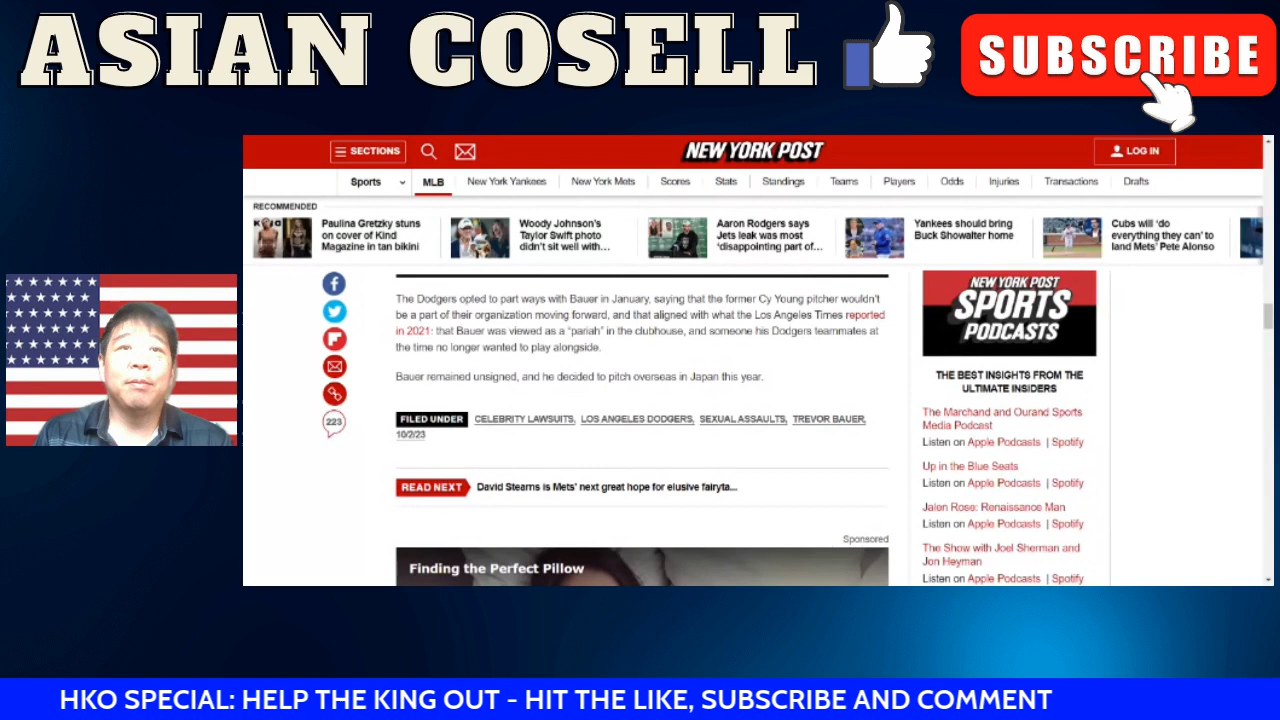 ASIAN COSELL
SUBSCRIBE
SECTIONS
NEW YORK POST
LOG IN
Sports
MLB
New York Yankees
New York Mets
Scores
Stats
Standings
Teams
Players
Odds
Injuries
Transactions
Drafts
RECOMMENDED
Paulina Gretzky stuns
on cover of Kind
Magazine in tan bikini
Woody Johnson's
Taylor Swift photo
didn't sit well with...
Aaron Rodgers says
Jets leak was most
'disappointing part of...
Yankees should bring
Buck Showalter home
Cubs will 'do
everything they can' to
land Mets' Pete Alonso
The Dodgers opted to part ways with Bauer in January, saying that the former Cy Young pitcher wouldn't
be a part of their organization moving forward, and that aligned with what the Los Angeles Times reported
in 2021: that Bauer was viewed as a “pariah” in the clubhouse, and someone his Dodgers teammates at
the time no longer wanted to play alongside.
Bauer remained unsigned, and he decided to pitch overseas in Japan this year.
223
FILED UNDER CELEBRITY LAWSUITS, LOS ANGELES DODGERS, SEXUAL ASSAULTS, TREVOR BAUER,
10/2/23
READ NEXT David Stearns is Mets' next great hope for elusive fairyta...
Sponsored
Finding the Perfect Pillow
NEW YORK POST
SPORTS
PODCASTS
THE BEST INSIGHTS FROM THE
ULTIMATE INSIDERS
The Marchand and Ourand Sports
Media Podcast
Listen on Apple Podcasts | Spotify
Up in the Blue Seats
Listen on Apple Podcasts | Spotify
Jalen Rose: Renaissance Man
Listen on Apple Podcasts | Spotify
The Show with Joel Sherman and
Jon Heyman
Listen on Apple Podcasts | Spotify
HKO SPECIAL: HELP THE KING OUT - HIT THE LIKE, SUBSCRIBE AND COMMENT